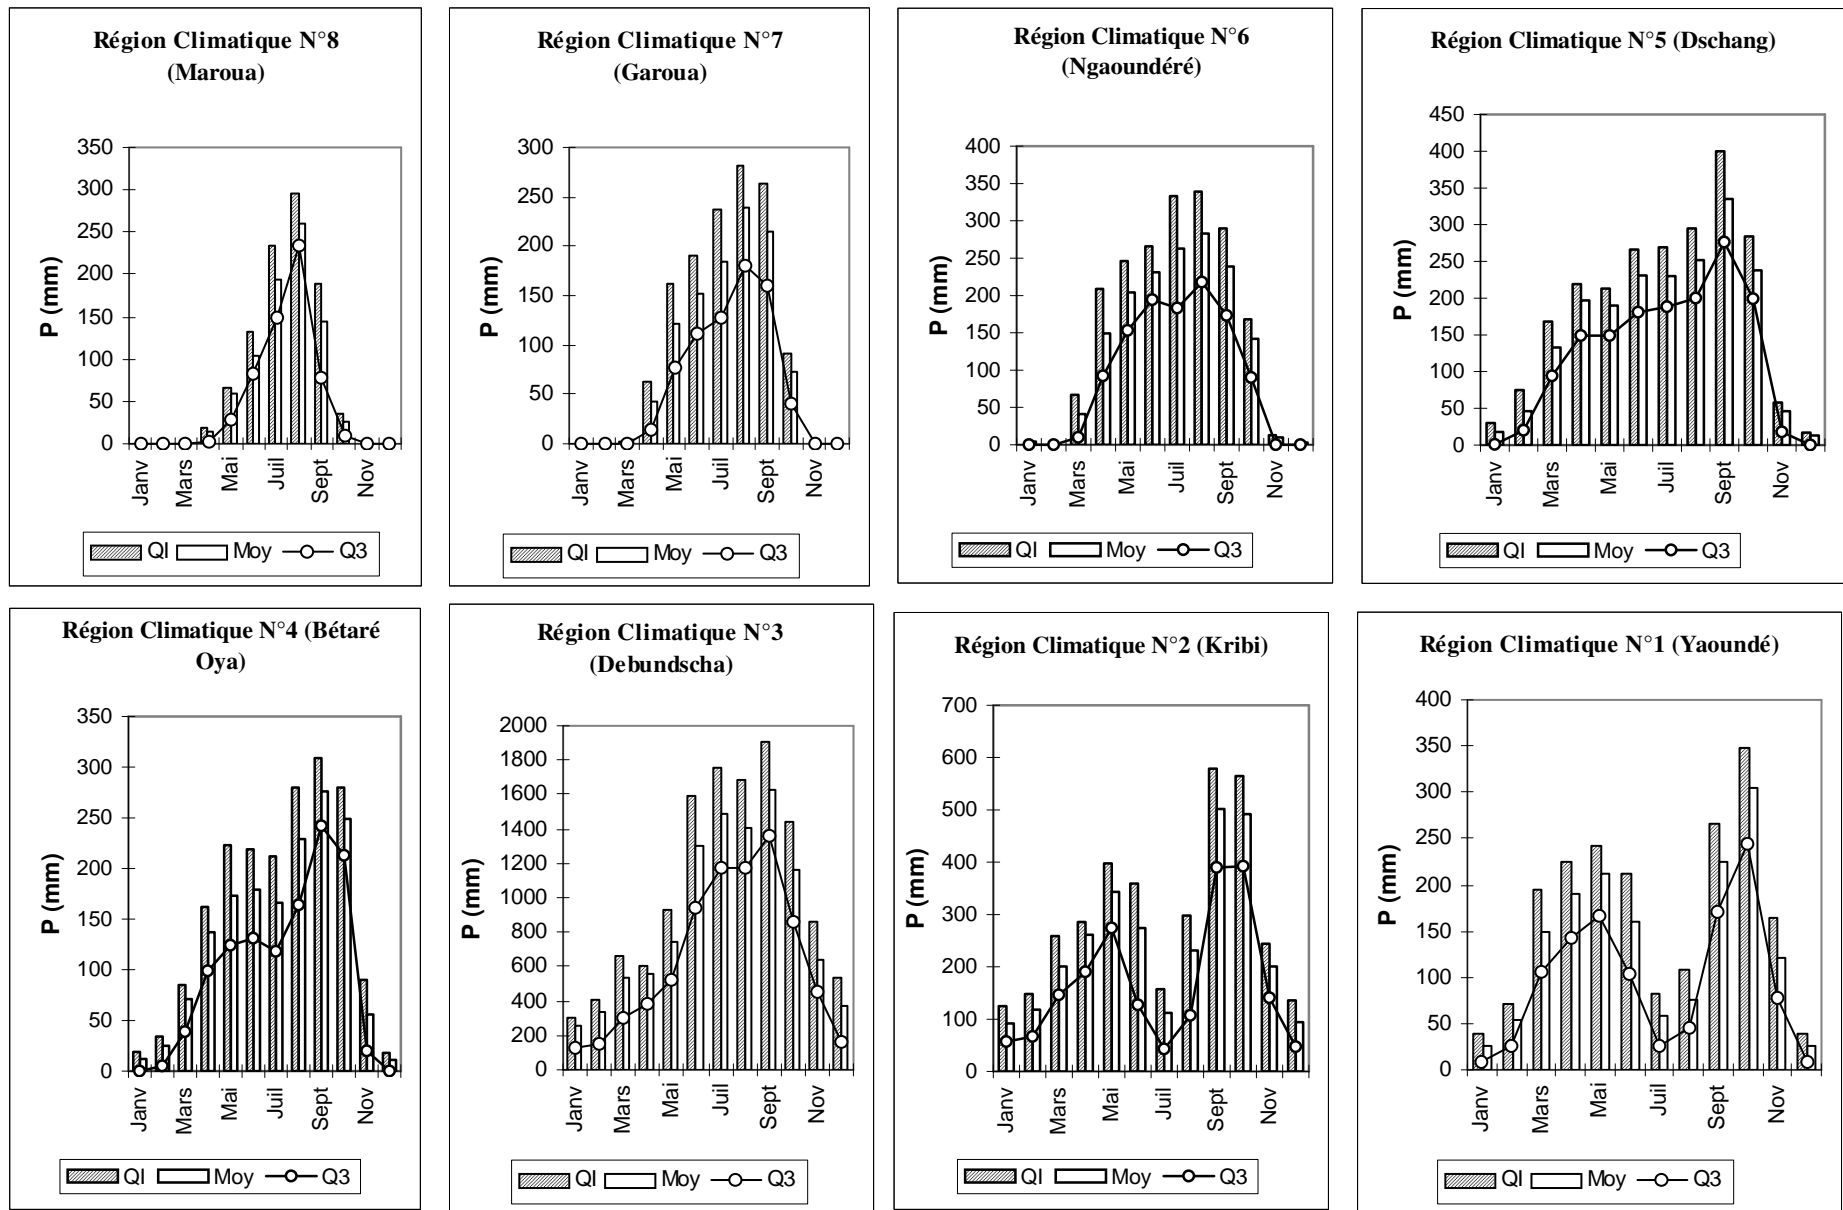 Région Climatique N°8
(Maroua)
P (mm)
350
300
250
200
150
100
50
0
Janv
Mars
Mai
Juil
Sept
Nov
QI Moy Q3
Région Climatique N°7
(Garoua)
P (mm)
300
250
200
150
100
50
0
Janv
Mars
Mai
Juil
Sept
Nov
QI Moy Q3
Région Climatique N°6
(Ngaoundéré)
P (mm)
400
350
300
250
200
150
100
50
0
Janv
Mars
Mai
Juil
Sept
Nov
QI Moy Q3
Région Climatique N°5 (Dschang)
P (mm)
450
400
350
300
250
200
150
100
50
0
Janv
Mars
Mai
Juil
Sept
Nov
QI Moy Q3
Région Climatique N°4 (Bétaré
Oya)
P (mm)
350
300
250
200
150
100
50
0
Janv
Mars
Mai
Juil
Sept
Nov
QI Moy Q3
Région Climatique N°3
(Debundscha)
P (mm)
2000
1800
1600
1400
1200
1000
800
600
400
200
0
Janv
Mars
Mai
Juil
Sept
Nov
QI Moy Q3
Région Climatique N°2 (Kribi)
P (mm)
700
600
500
400
300
200
100
0
Janv
Mars
Mai
Juil
Sept
Nov
QI Moy Q3
Région Climatique N°1 (Yaoundé)
P (mm)
400
350
300
250
200
150
100
50
0
Janv
Mars
Mai
Juil
Sept
Nov
QI Moy Q3